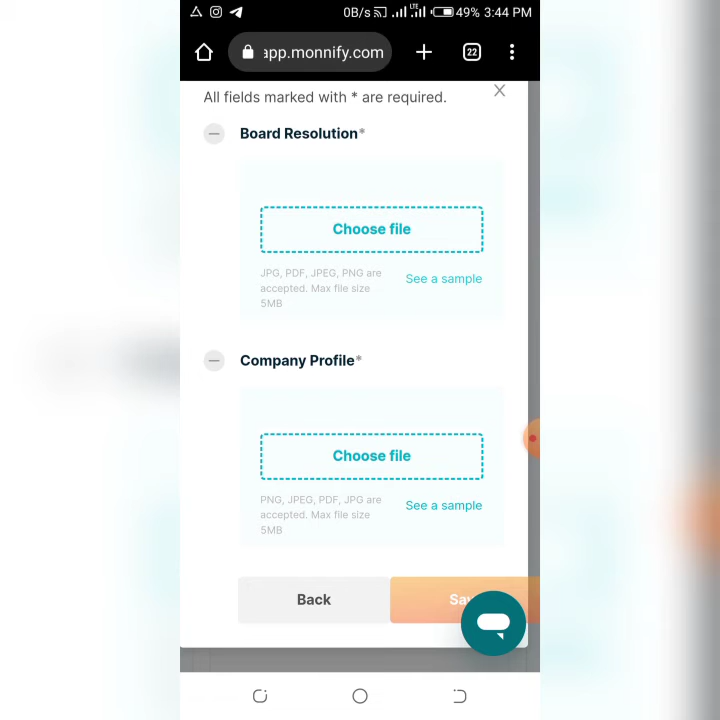 0B/s LTE 49% 3:44 PM
app.monnify.com 22
All fields marked with * are required.
Board Resolution*
Choose file
JPG, PDF, JPEG, PNG are
accepted. Max file size
5MB
See a sample
Company Profile*
Choose file
PNG, JPEG, PDF, JPG are
accepted. Max file size
5MB
See a sample
Back